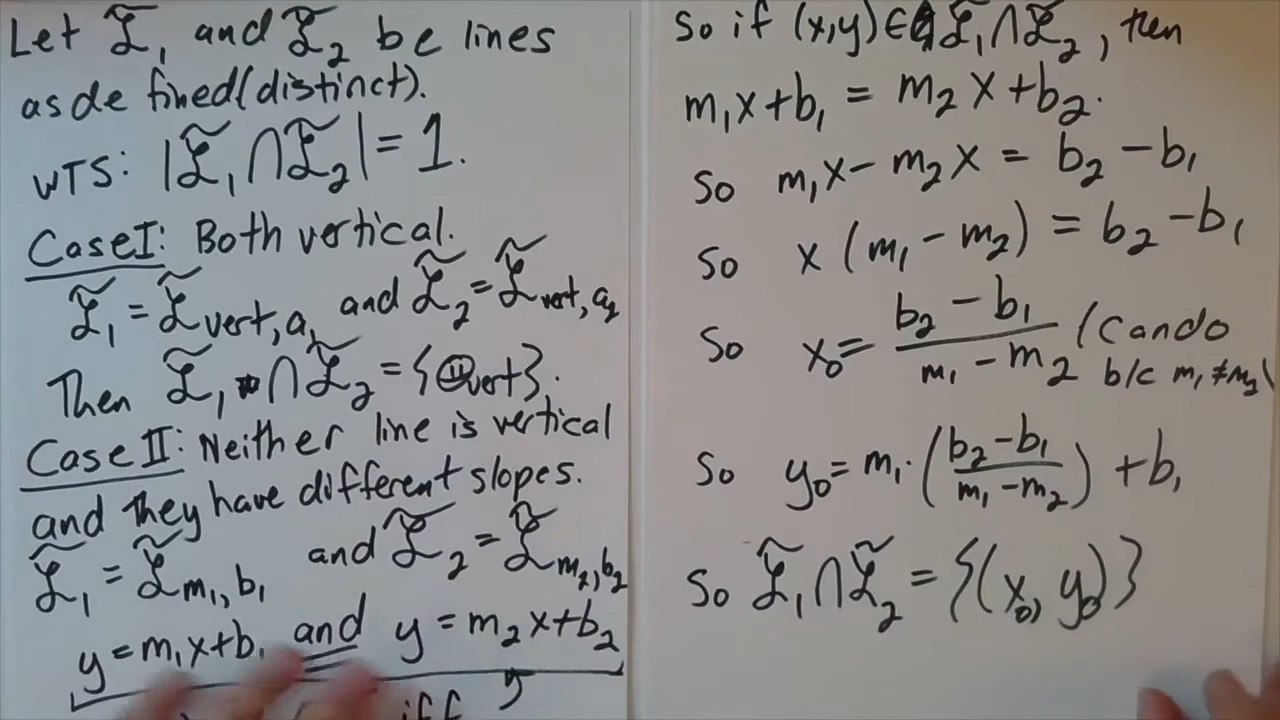 Let ℒ̃₁ and ℒ̃₂ be lines
as defined (distinct).
WTS: |ℒ̃₁ ∩ ℒ̃₂| = 1.
Case I: Both vertical.
ℒ̃₁ = ℒ̃vert, a₁ and ℒ̃₂ = ℒ̃vert, a₂
Then ℒ̃₁ ∩ ℒ̃₂ = {∞vert}.
Case II: Neither line is vertical
and they have different slopes.
ℒ̃₁ = ℒ̃m₁, b₁ and ℒ̃₂ = ℒ̃m₂, b₂
y = m₁x + b₁ and y = m₂x + b₂
iff
So if (x,y) ∈ ℒ̃₁ ∩ ℒ̃₂, then
m₁x + b₁ = m₂x + b₂.
So m₁x - m₂x = b₂ - b₁
So x (m₁ - m₂) = b₂ - b₁
So x₀ = (b₂ - b₁)/(m₁ - m₂) (Can do
b/c m₁ ≠ m₂)
So y₀ = m₁ · ((b₂ - b₁)/(m₁ - m₂)) + b₁
So ℒ̃₁ ∩ ℒ̃₂ = {(x₀, y₀)}